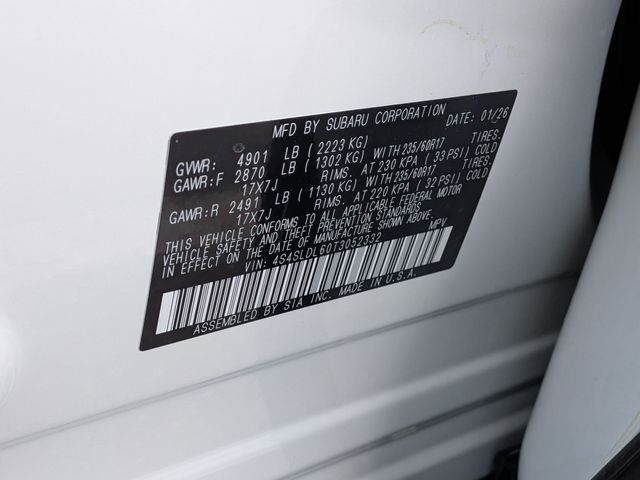 MFD BY SUBARU CORPORATION DATE: 01/26
GVWR: 4901 LB ( 2223 KG)
GAWR:F 2870 LB ( 1302 KG) WITH 235/60R17 TIRES.
17X7J RIMS. AT 230 KPA ( 33 PSI) COLD.
GAWR:R 2491 LB ( 1130 KG) WITH 235/60R17 TIRES.
17X7J RIMS. AT 220 KPA ( 32 PSI) COLD.
THIS VEHICLE CONFORMS TO ALL APPLICABLE FEDERAL MOTOR
VEHICLE SAFETY AND THEFT PREVENTION STANDARDS
IN EFFECT ON THE DATE OF MANUFACTURE SHOWN ABOVE.
VIN: 4S4SLDL6DT3052332 MPV
ASSEMBLED BY SIA INC. MADE IN U.S.A.